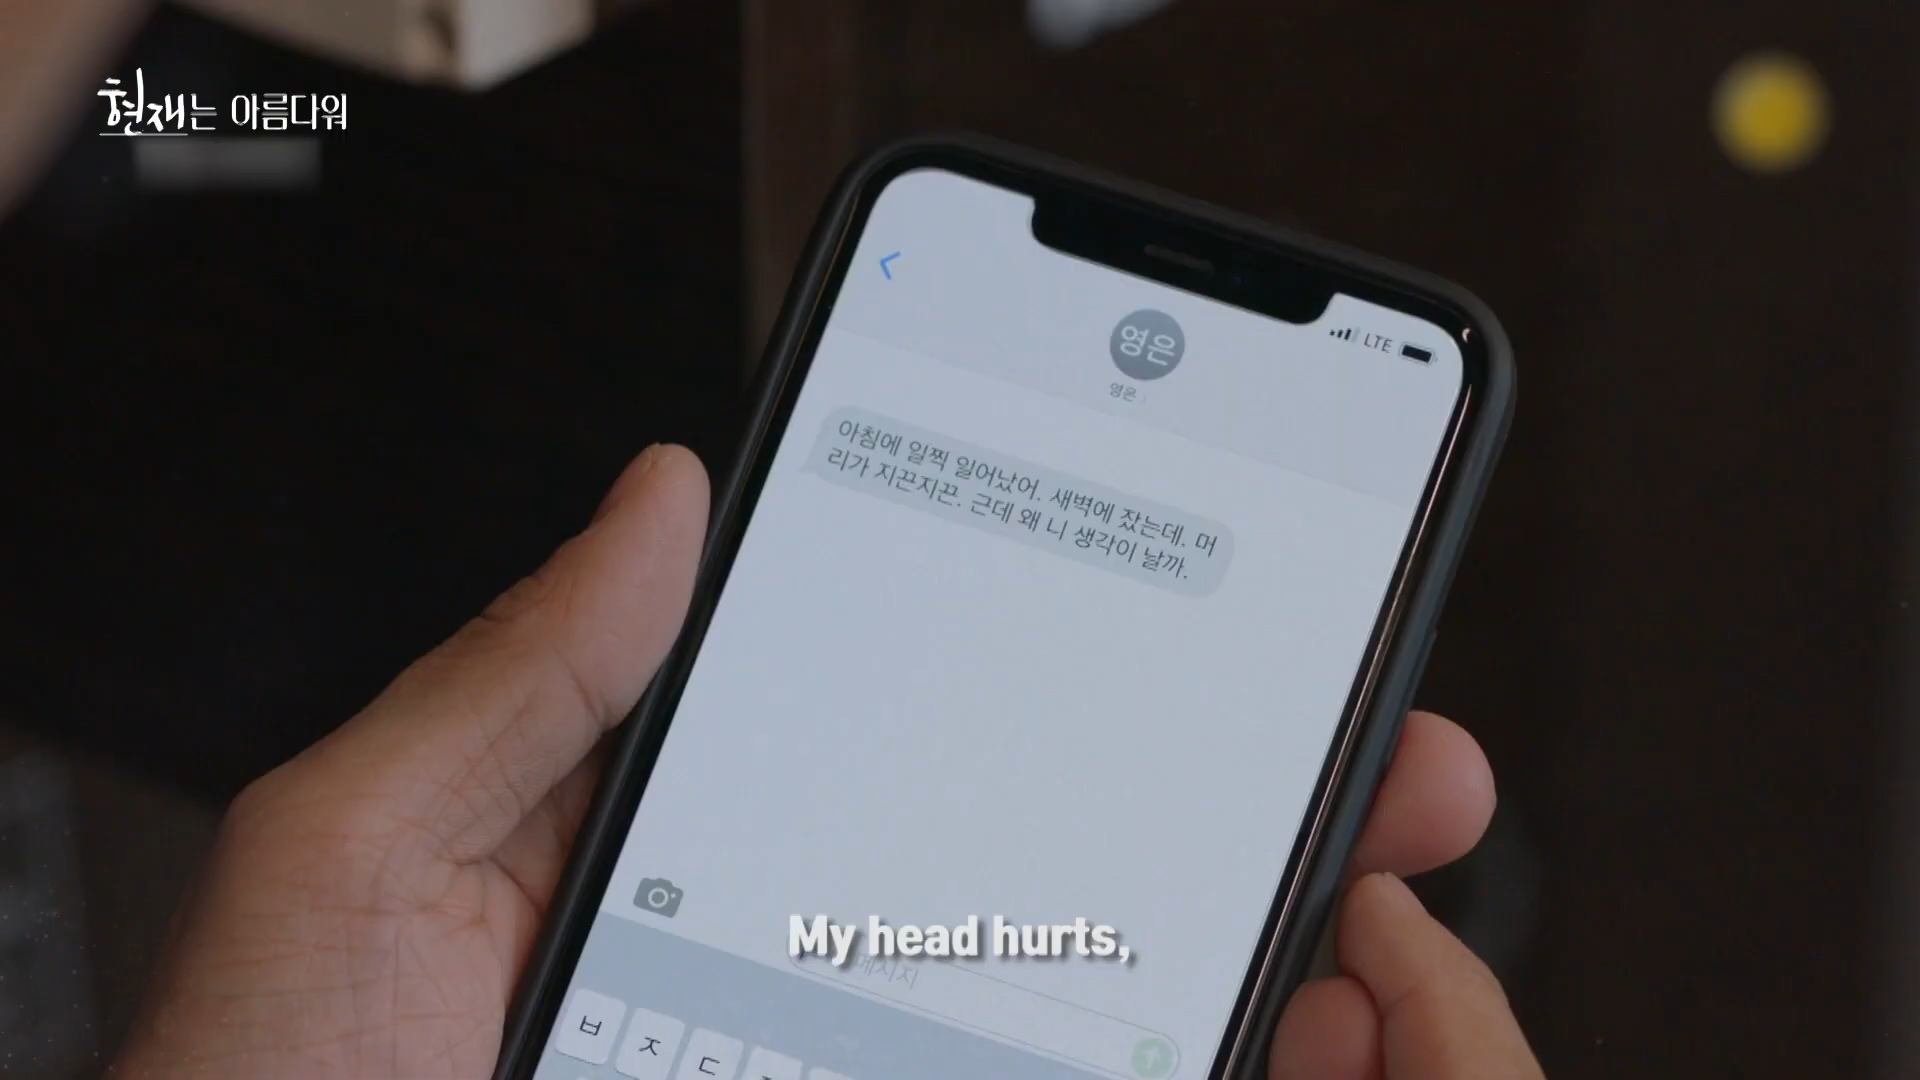 현재는 아름다워
LTE
영은
영은
아침에 일찍 일어났어. 새벽에 잤는데. 머
리가 지끈지끈. 근데 왜 니 생각이 날까.
My head hurts,
메시지
ㅂ ㅈ ㄷ